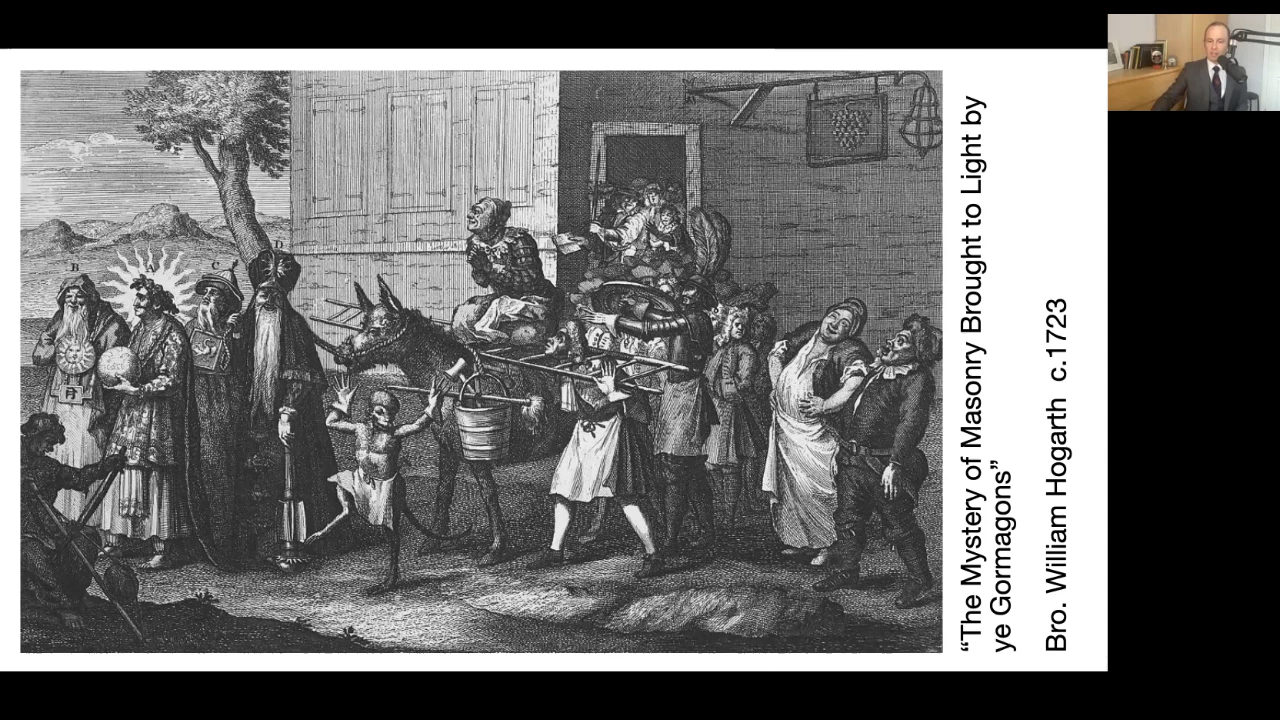 “The Mystery of Masonry Brought to Light by
ye Gormagons”
Bro. William Hogarth c.1723
B
A
C
D